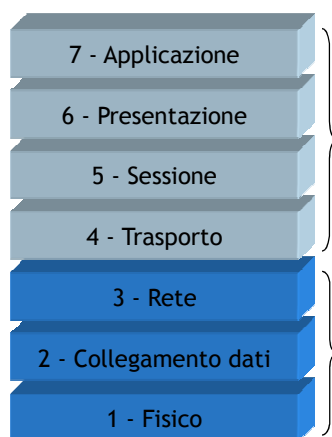 7 - Applicazione
6 - Presentazione
5 - Sessione
4 - Trasporto
3 - Rete
2 - Collegamento dati
1 - Fisico